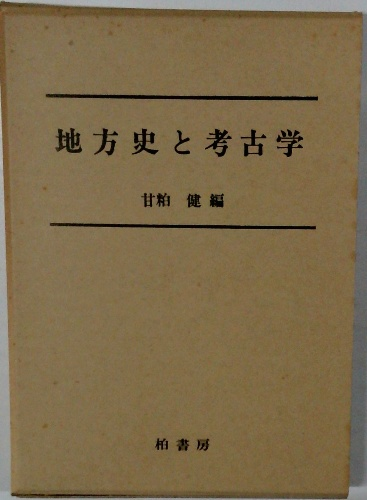 地方史と考古学
甘粕 健 編
柏書房